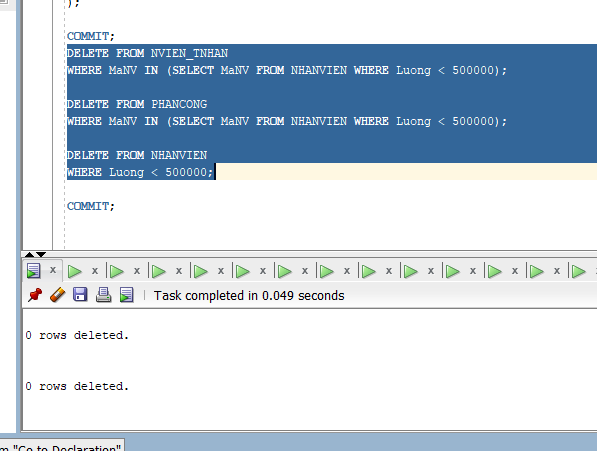 );
COMMIT;
DELETE FROM NVIEN_TNHAN
WHERE MaNV IN (SELECT MaNV FROM NHANVIEN WHERE Luong < 500000);
DELETE FROM PHANCONG
WHERE MaNV IN (SELECT MaNV FROM NHANVIEN WHERE Luong < 500000);
DELETE FROM NHANVIEN
WHERE Luong < 500000;
COMMIT;
x x x x x x x x x x x x x
Task completed in 0.049 seconds
0 rows deleted.
0 rows deleted.
m "Go to Declaration"